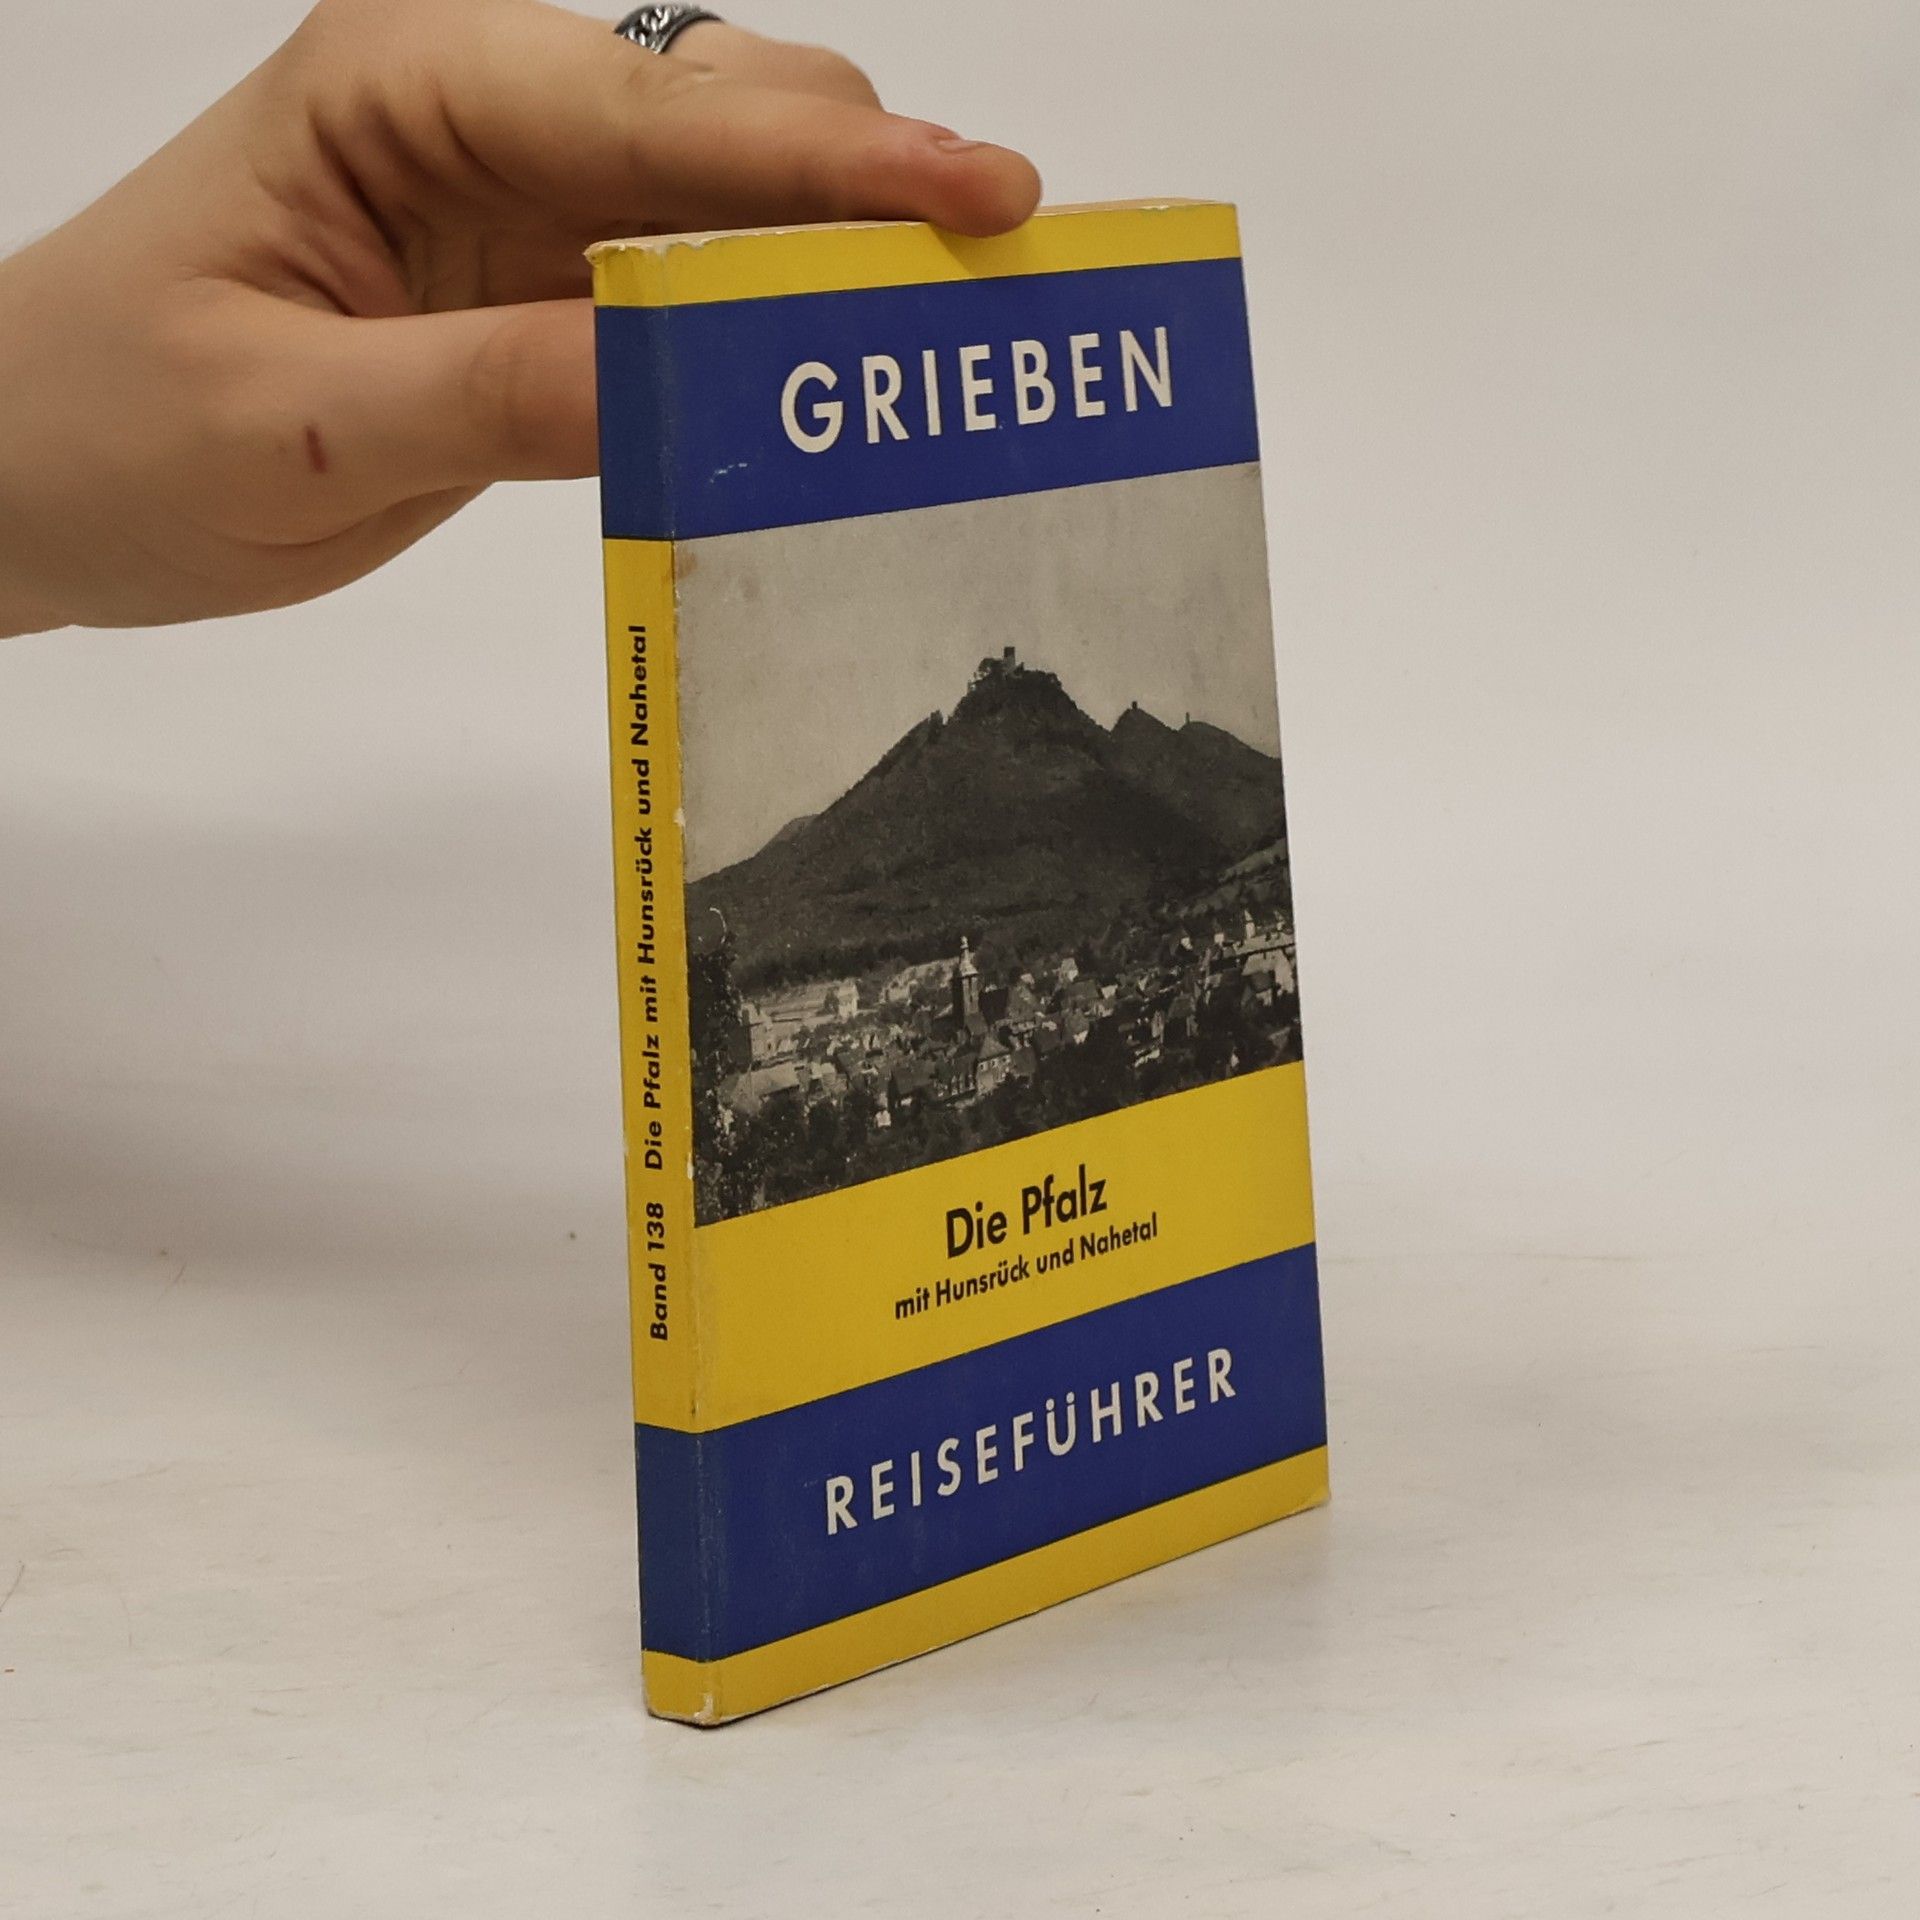 GRIEBEN
Die Pfalz
mit Hunsrück und Nahetal
REISEFÜHRER
Band 138 Die Pfalz mit Hunsrück und Nahetal